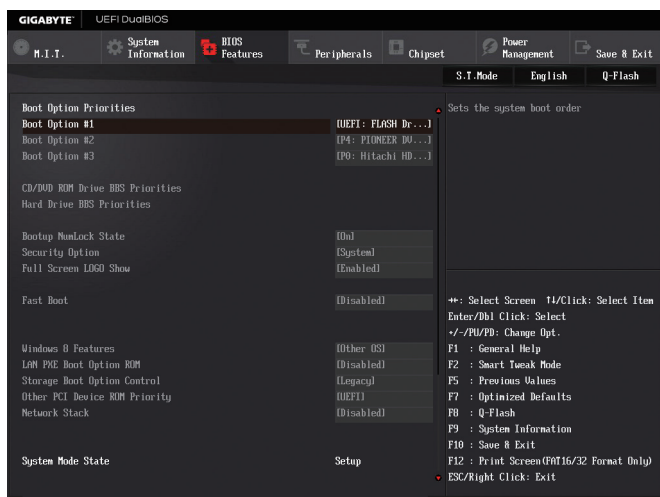 GIGABYTE™ UEFI DualBIOS
M.I.T.
System Information
BIOS Features
Peripherals
Chipset
Power Management
Save & Exit
S.T.Mode English Q-Flash
Boot Option Priorities
Boot Option #1 [UEFI: FLASH Dr...]
Boot Option #2 [P4: PIONEER DV...]
Boot Option #3 [P0: Hitachi HD...]
CD/DVD ROM Drive BBS Priorities
Hard Drive BBS Priorities
Bootup NumLock State [On]
Security Option [System]
Full Screen LOGO Show [Enabled]
Fast Boot [Disabled]
Windows 8 Features [Other OS]
LAN PXE Boot Option ROM [Disabled]
Storage Boot Option Control [Legacy]
Other PCI Device ROM Priority [UEFI]
Network Stack [Disabled]
System Mode State Setup
Sets the system boot order
→←: Select Screen ↑↓/Click: Select Item
Enter/Dbl Click: Select
+/-/PU/PD: Change Opt.
F1 : General Help
F2 : Smart Tweak Mode
F5 : Previous Values
F7 : Optimized Defaults
F8 : Q-Flash
F9 : System Information
F10 : Save & Exit
F12 : Print Screen(FAT16/32 Format Only)
ESC/Right Click: Exit